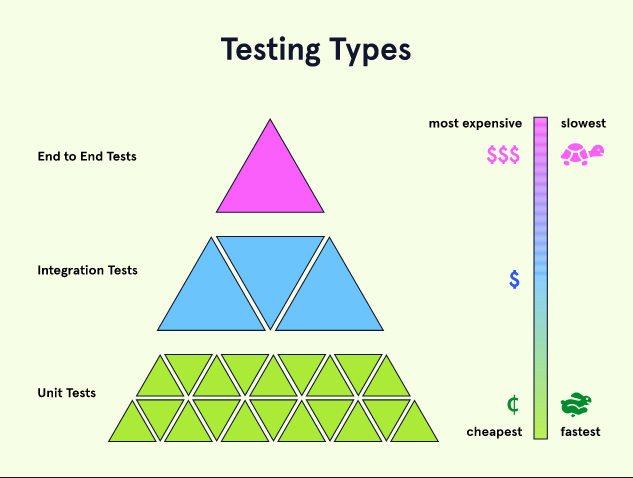 Testing Types
most expensive
slowest
End to End Tests
$$$
Integration Tests
$
Unit Tests
¢
cheapest
fastest